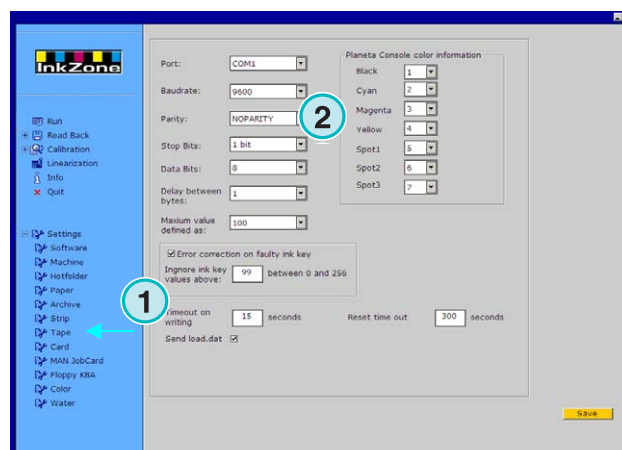 InkZone
Run
Read Back
Calibration
Linearization
Info
Quit
Settings
Software
Machine
Hotfolder
Paper
Archive
Strip
Tape
Card
MAN JobCard
Floppy KBA
Color
Water
1
Port: COM1
Baudrate: 9600
Parity: NOPARITY
Stop Bits: 1 bit
Data Bits: 8
Delay between bytes: 1
Maxium value defined as: 100
2
Planeta Console color information
Black 1
Cyan 2
Magenta 3
Yellow 4
Spot1 5
Spot2 6
Spot3 7
Error correction on faulty ink key
Ingnore ink key values above: 99 between 0 and 256
Timeout on writing 15 seconds
Reset time out 300 seconds
Send load.dat
Save